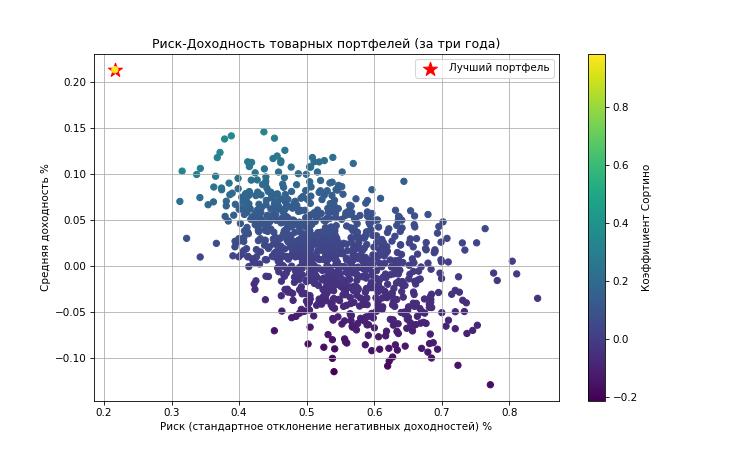 Риск-Доходность товарных портфелей (за три года)
Лучший портфель
Средняя доходность %
0.20
0.15
0.10
0.05
0.00
−0.05
−0.10
0.2 0.3 0.4 0.5 0.6 0.7 0.8
Риск (стандартное отклонение негативных доходностей) %
0.8
0.6
0.4
0.2
0.0
−0.2
Коэффициент Сортино